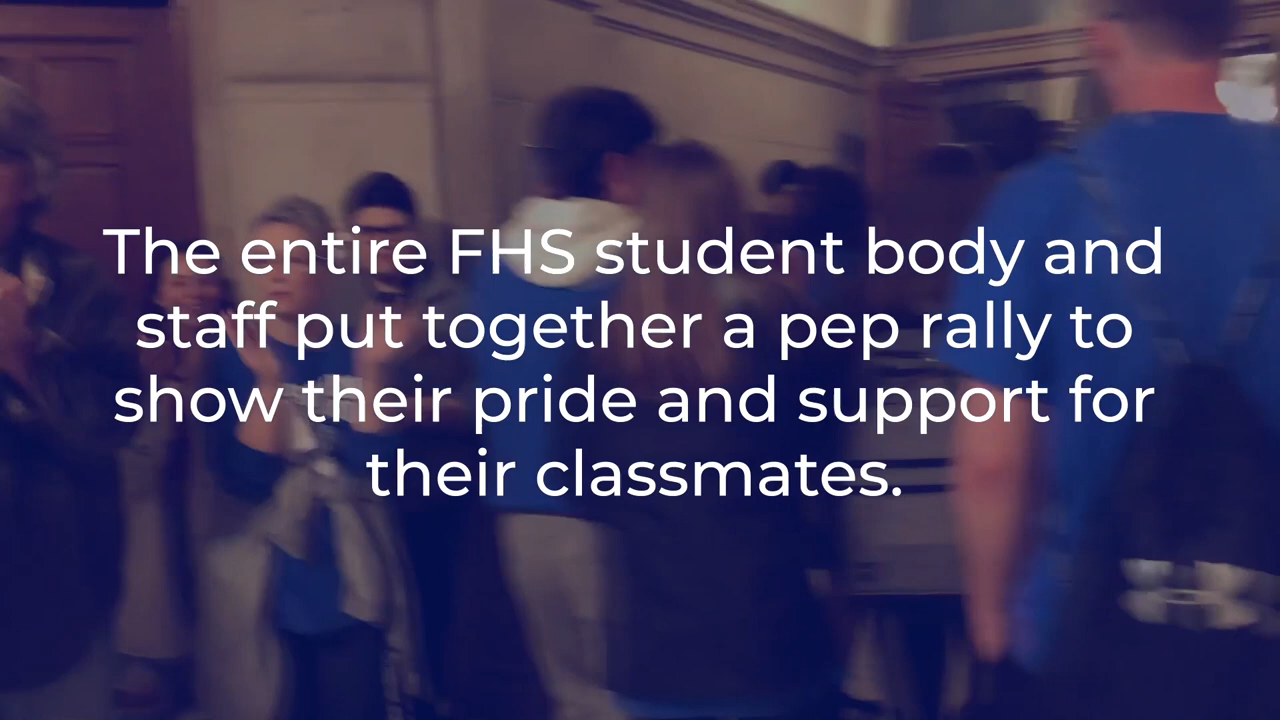 The entire FHS student body and
staff put together a pep rally to
show their pride and support for
their classmates.